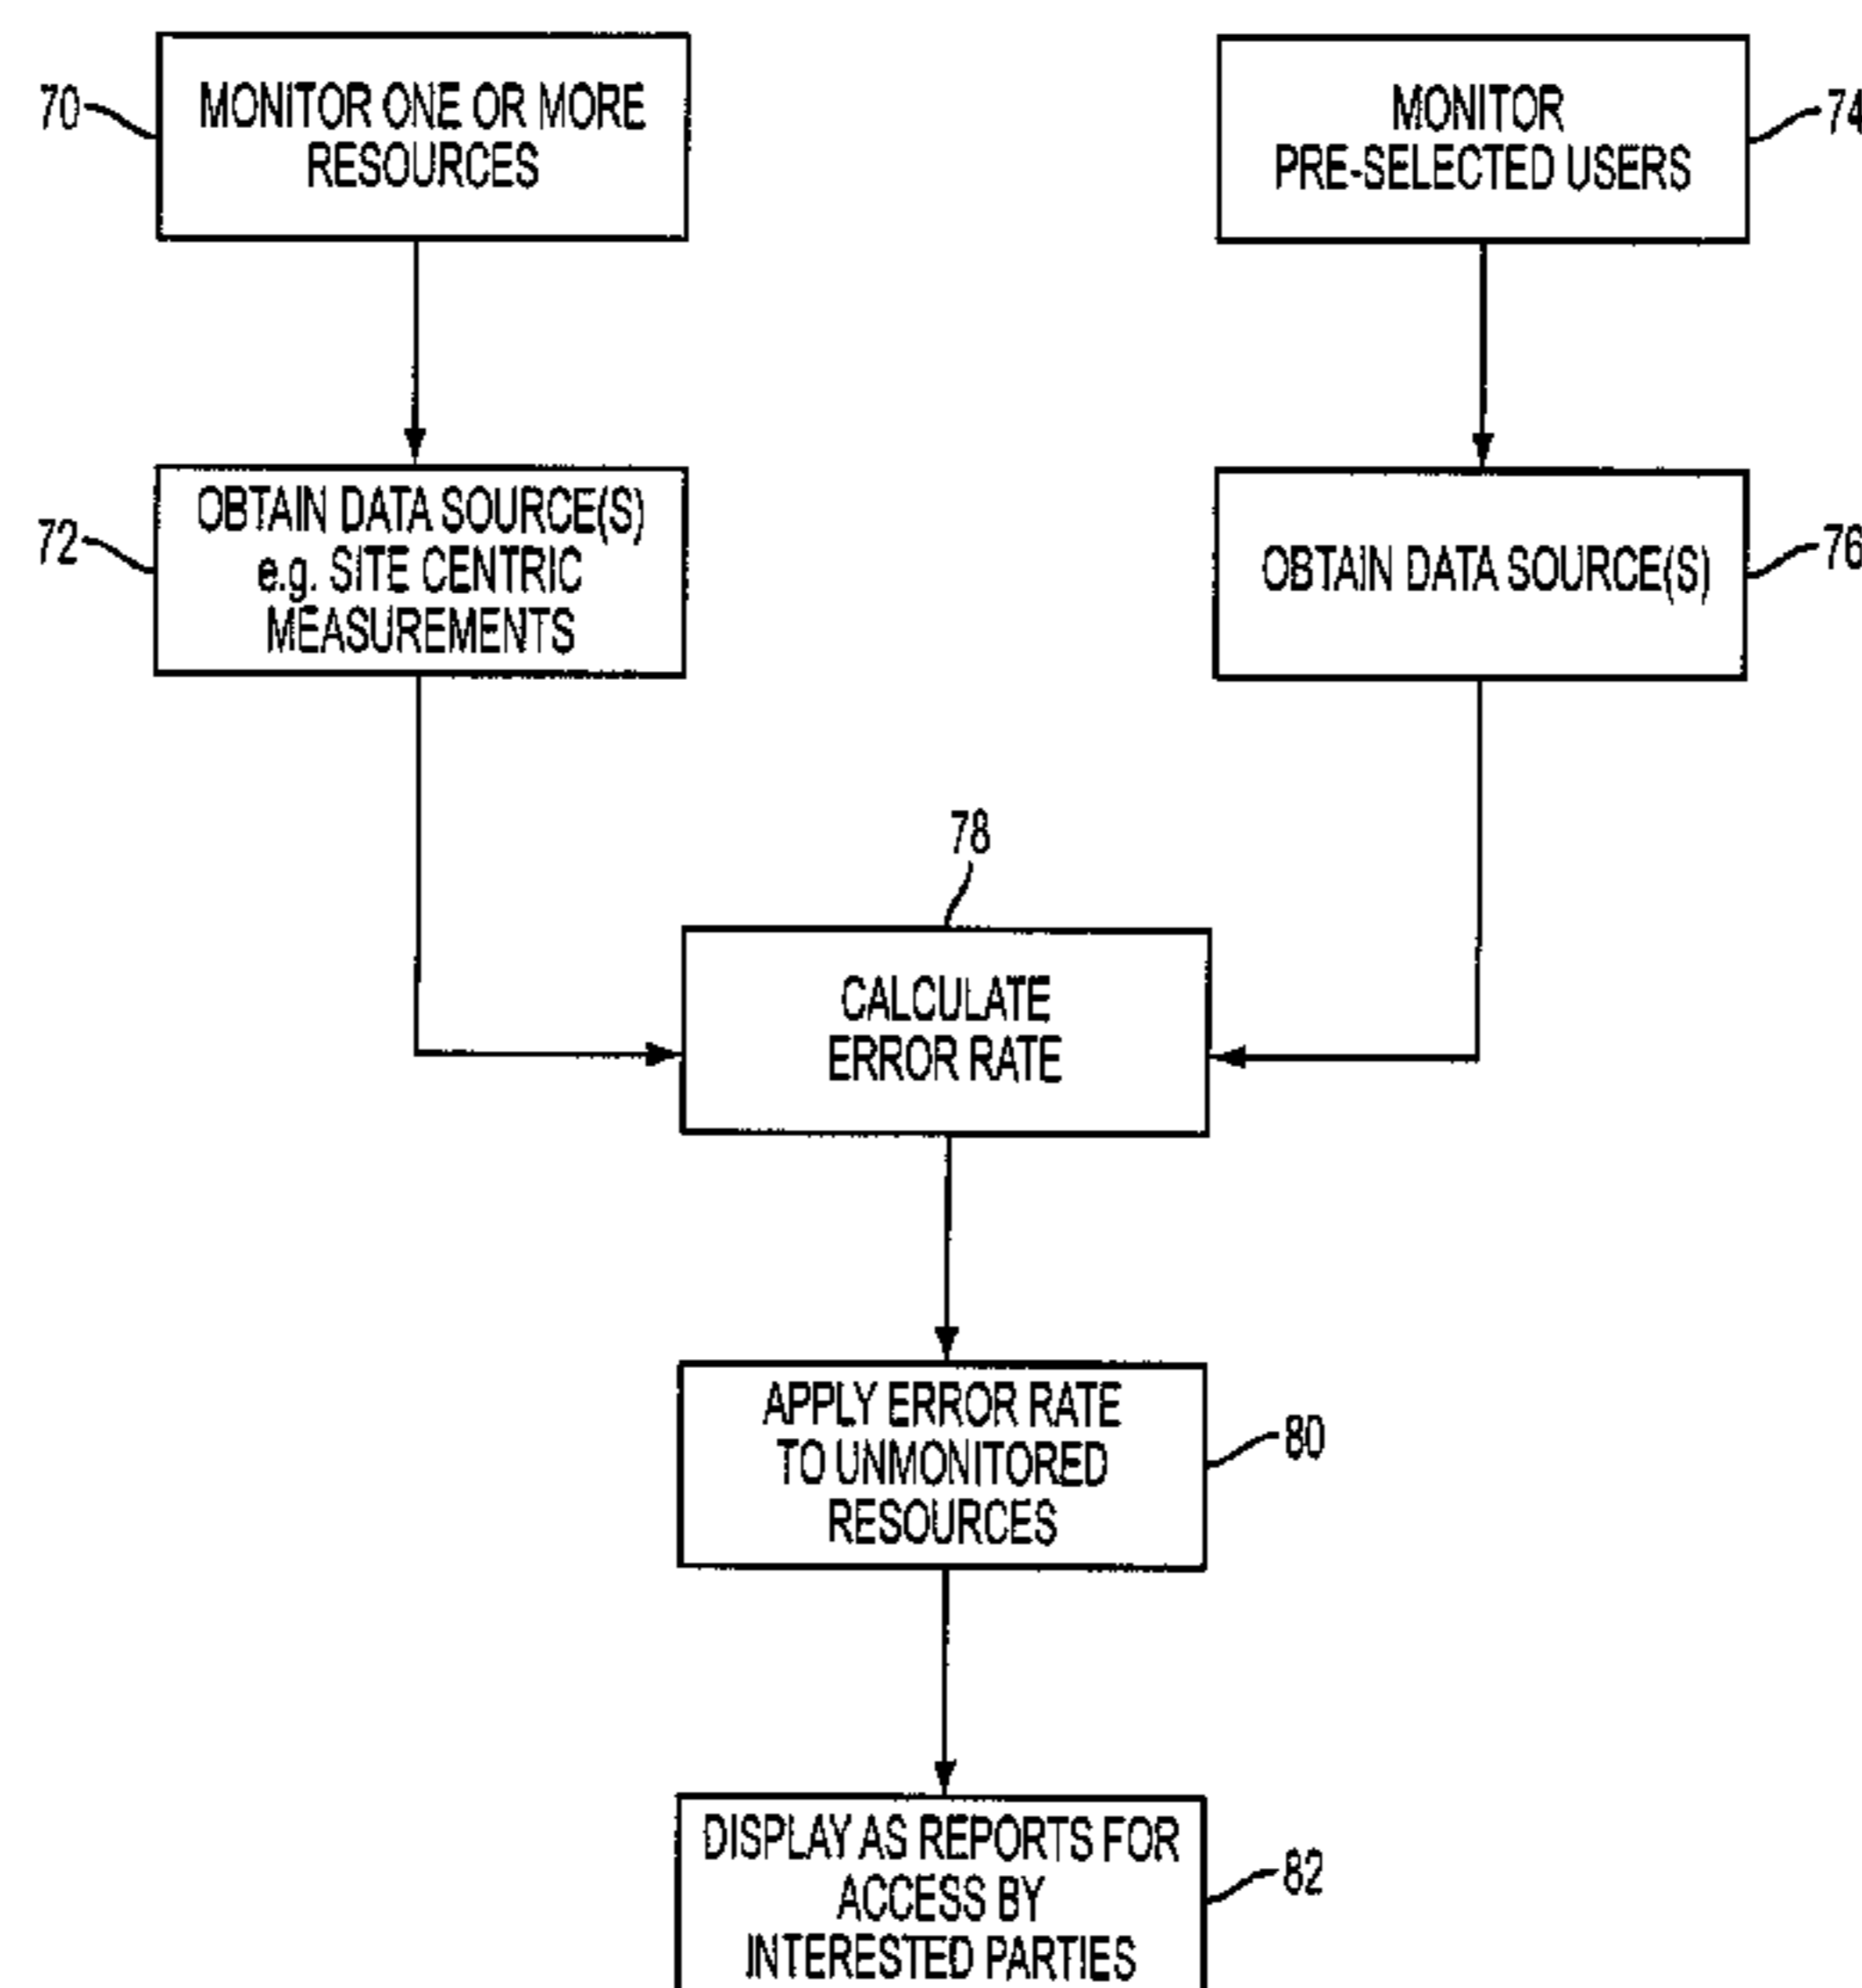 70
MONITOR ONE OR MORE
RESOURCES
MONITOR
PRE-SELECTED USERS
74
72
OBTAIN DATA SOURCE(S)
e.g. SITE CENTRIC
MEASUREMENTS
OBTAIN DATA SOURCE(S)
76
78
CALCULATE
ERROR RATE
APPLY ERROR RATE
TO UNMONITORED
RESOURCES
80
DISPLAY AS REPORTS FOR
ACCESS BY
INTERESTED PARTIES
82